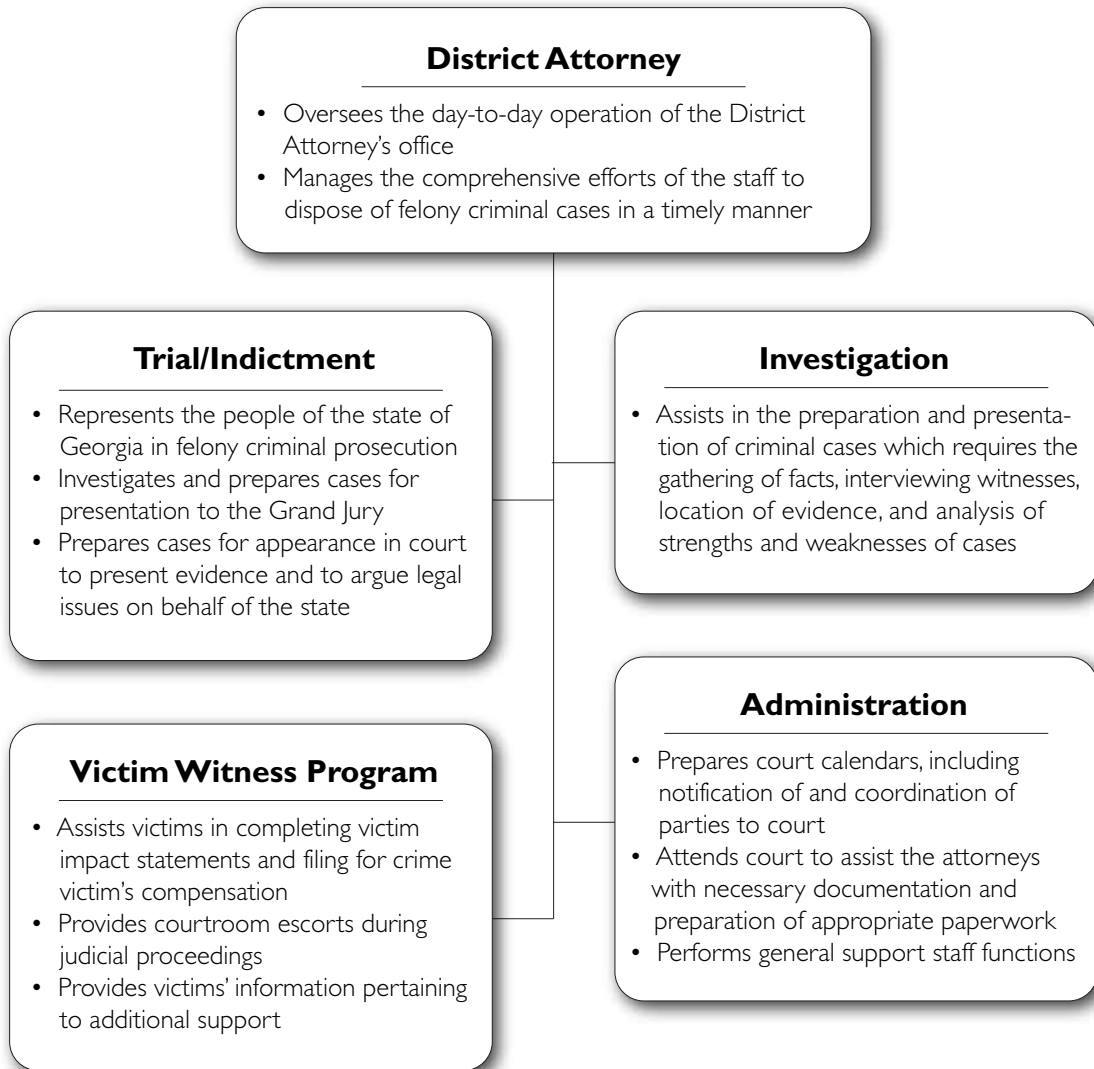 District Attorney
• Oversees the day-to-day operation of the District
Attorney’s office
• Manages the comprehensive efforts of the staff to
dispose of felony criminal cases in a timely manner
Trial/Indictment
• Represents the people of the state of
Georgia in felony criminal prosecution
• Investigates and prepares cases for
presentation to the Grand Jury
• Prepares cases for appearance in court
to present evidence and to argue legal
issues on behalf of the state
Investigation
• Assists in the preparation and presenta-
tion of criminal cases which requires the
gathering of facts, interviewing witnesses,
location of evidence, and analysis of
strengths and weaknesses of cases
Victim Witness Program
• Assists victims in completing victim
impact statements and filing for crime
victim’s compensation
• Provides courtroom escorts during
judicial proceedings
• Provides victims’ information pertaining
to additional support
Administration
• Prepares court calendars, including
notification of and coordination of
parties to court
• Attends court to assist the attorneys
with necessary documentation and
preparation of appropriate paperwork
• Performs general support staff functions